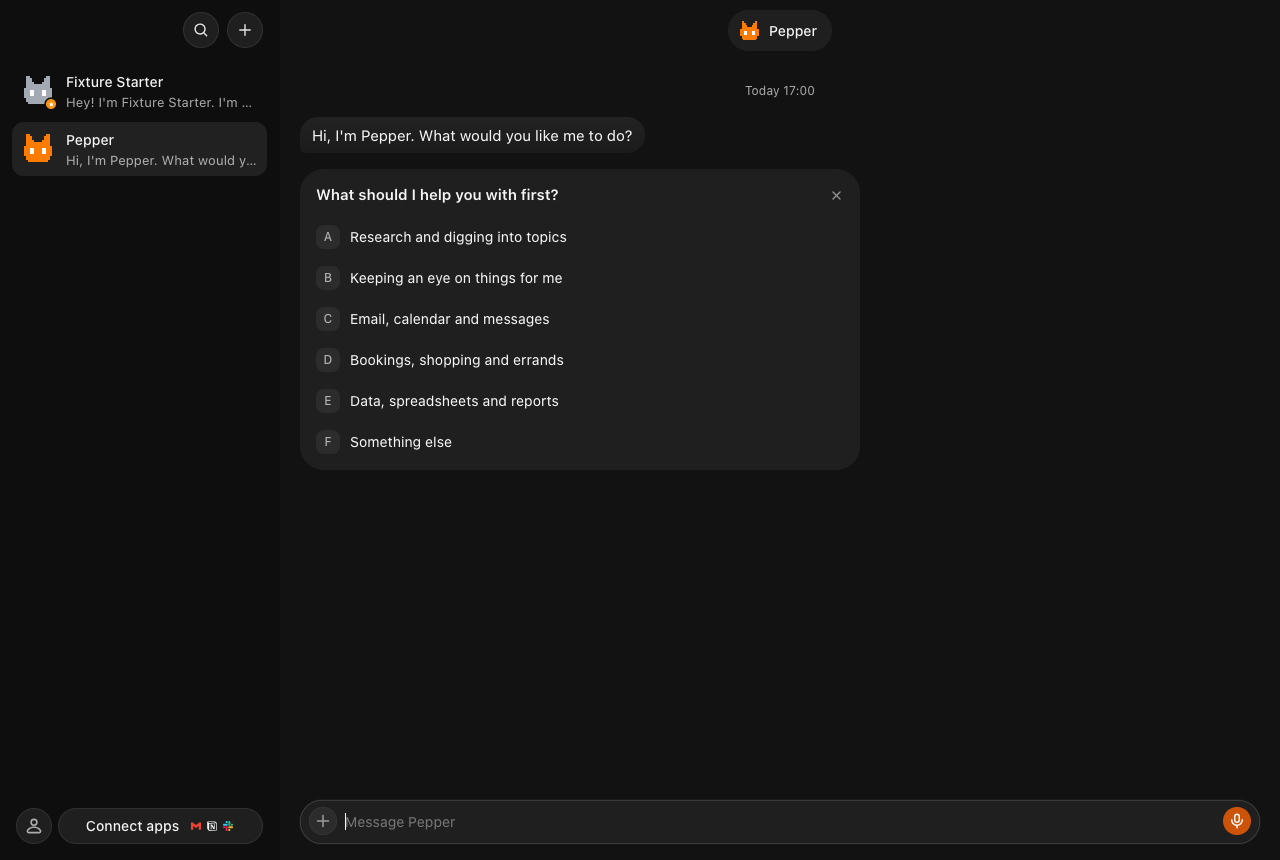 Pepper
Fixture Starter
Hey! I'm Fixture Starter. I'm ...
Pepper
Hi, I'm Pepper. What would y...
Today 17:00
Hi, I'm Pepper. What would you like me to do?
What should I help you with first?
A Research and digging into topics
B Keeping an eye on things for me
C Email, calendar and messages
D Bookings, shopping and errands
E Data, spreadsheets and reports
F Something else
Connect apps
Message Pepper